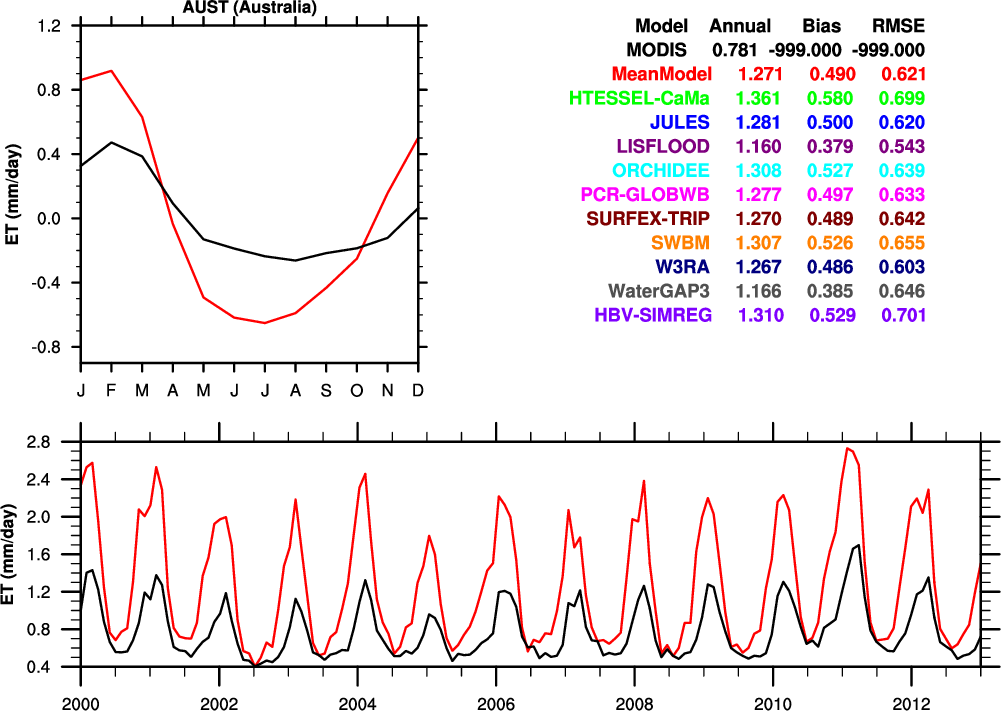 AUST (Australia)
1.2
0.8
0.4
0.0
-0.4
-0.8
ET (mm/day)
J F M A M J J A S O N D
Model Annual Bias RMSE
MODIS 0.781 -999.000 -999.000
MeanModel 1.271 0.490 0.621
HTESSEL-CaMa 1.361 0.580 0.699
JULES 1.281 0.500 0.620
LISFLOOD 1.160 0.379 0.543
ORCHIDEE 1.308 0.527 0.639
PCR-GLOBWB 1.277 0.497 0.633
SURFEX-TRIP 1.270 0.489 0.642
SWBM 1.307 0.526 0.655
W3RA 1.267 0.486 0.603
WaterGAP3 1.166 0.385 0.646
HBV-SIMREG 1.310 0.529 0.701
2.8
2.4
2.0
1.6
1.2
0.8
0.4
ET (mm/day)
2000 2002 2004 2006 2008 2010 2012